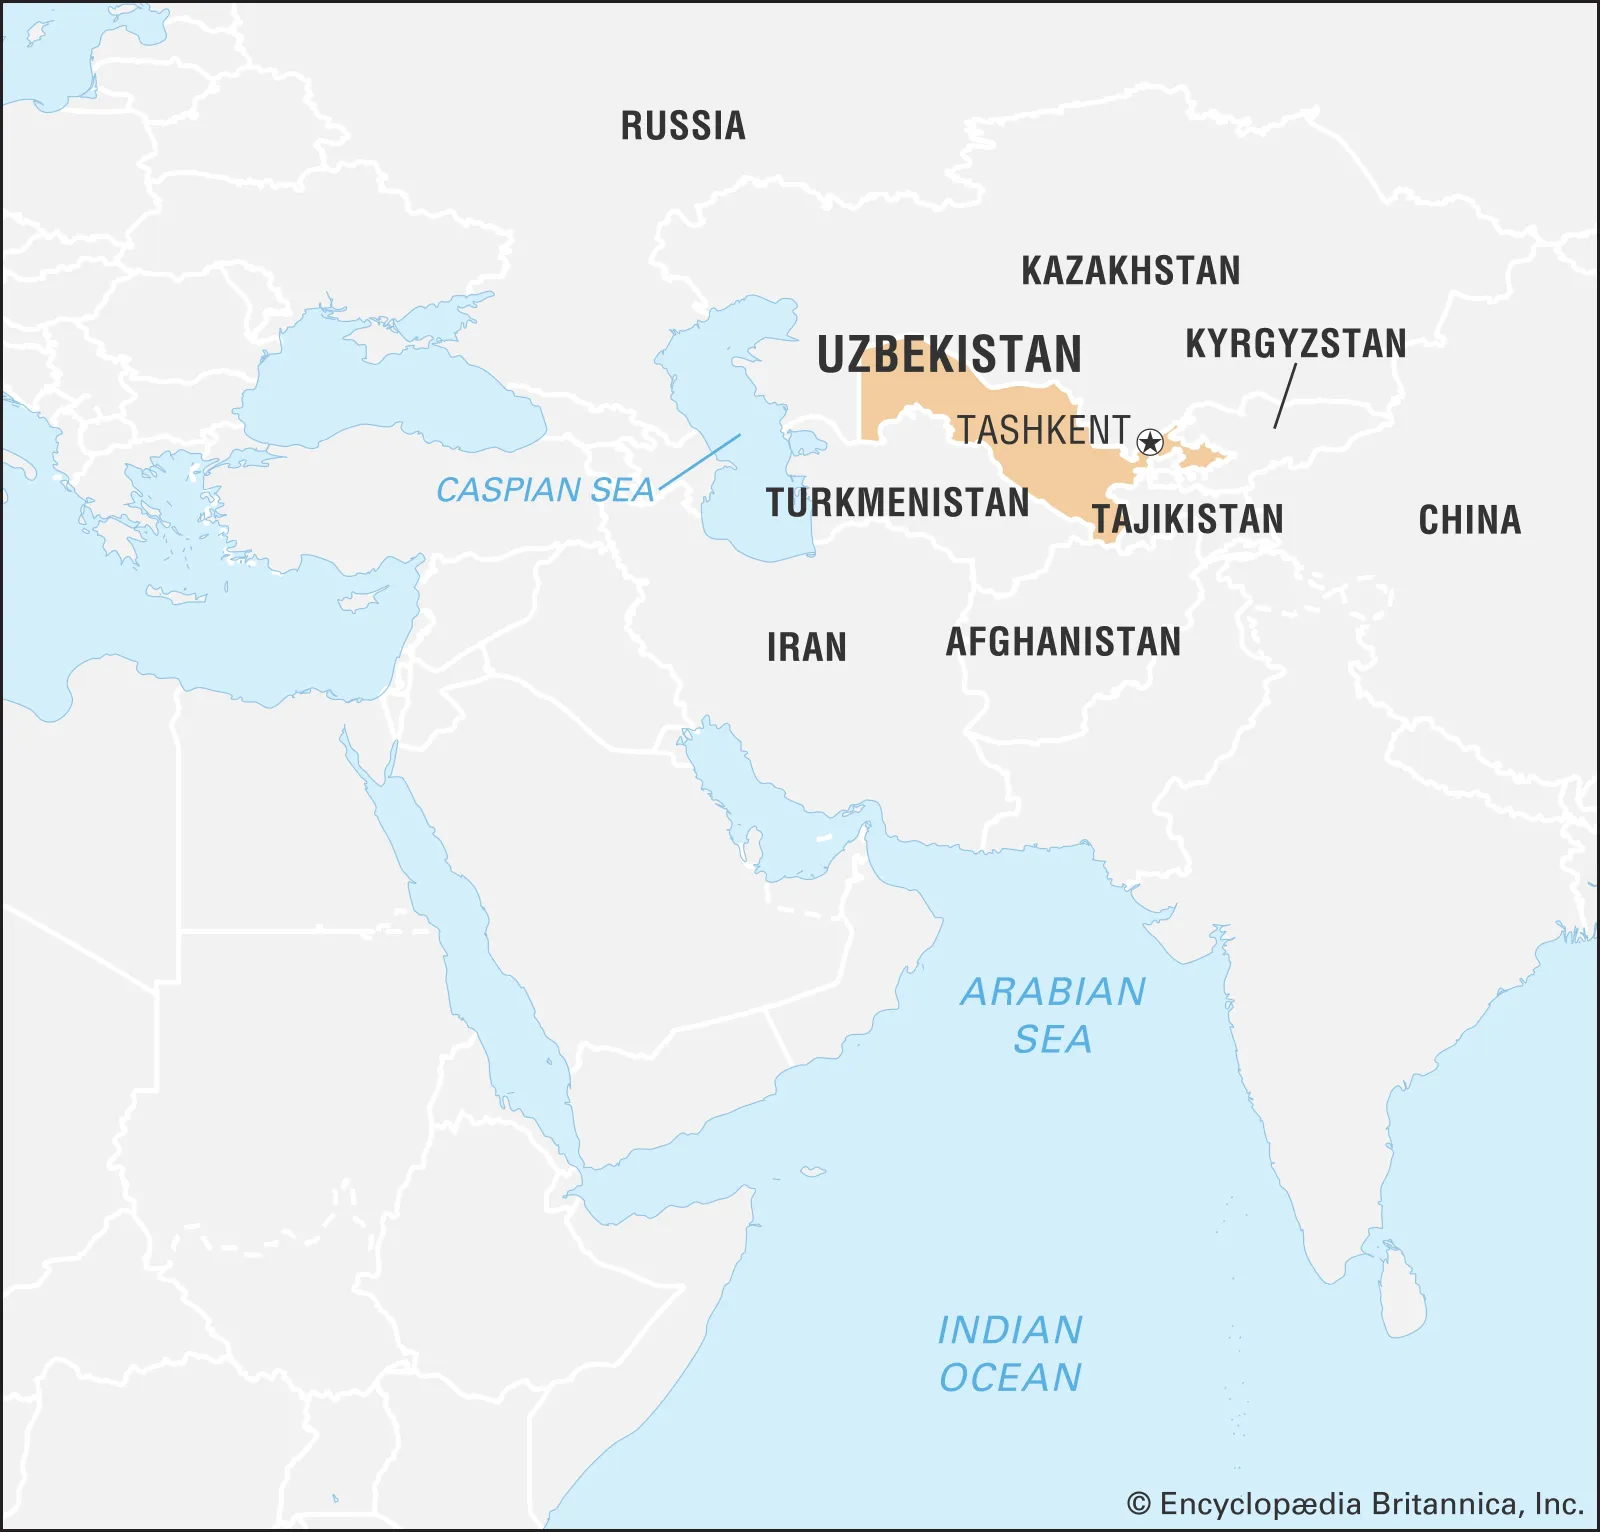 RUSSIA
KAZAKHSTAN
UZBEKISTAN
KYRGYZSTAN
TASHKENT
CASPIAN SEA
TURKMENISTAN
TAJIKISTAN
CHINA
IRAN
AFGHANISTAN
ARABIAN
SEA
INDIAN
OCEAN
© Encyclopædia Britannica, Inc.